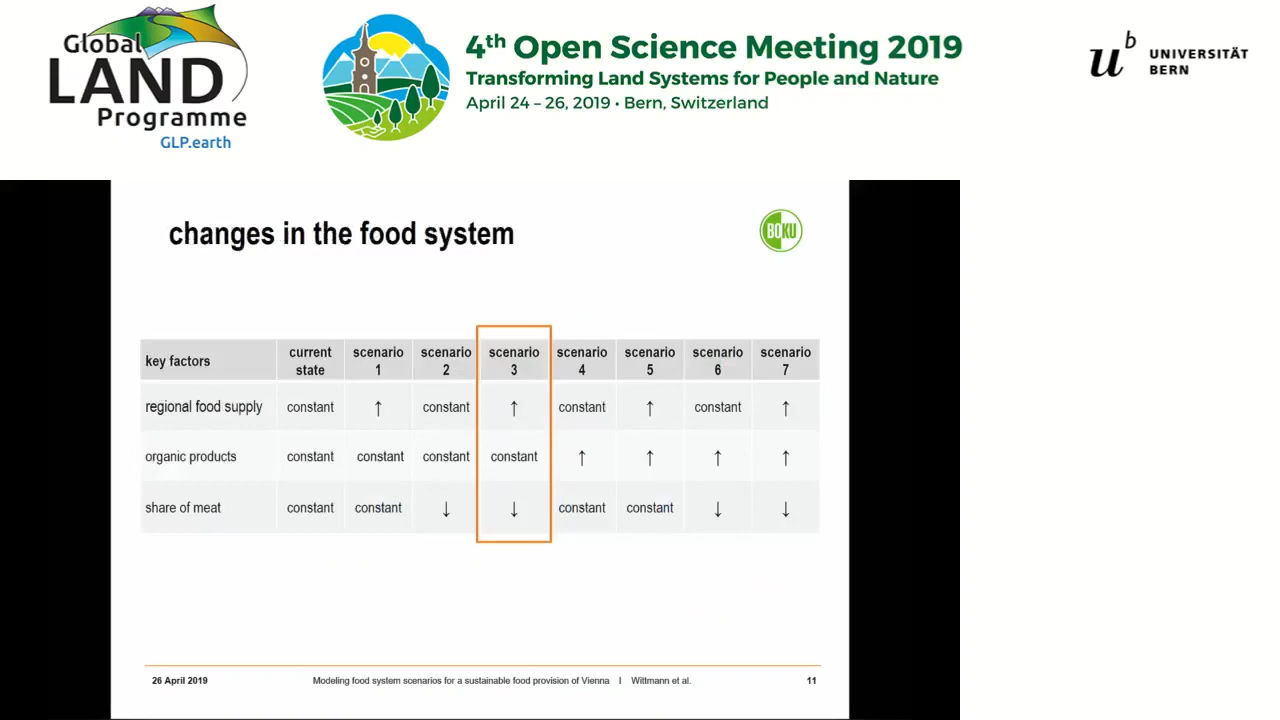 Global
LAND
Programme
GLP.earth
4th Open Science Meeting 2019
Transforming Land Systems for People and Nature
April 24 – 26, 2019 • Bern, Switzerland
u b UNIVERSITÄT
BERN
changes in the food system
BOKU
key factors current state scenario 1 scenario 2 scenario 3 scenario 4 scenario 5 scenario 6 scenario 7
regional food supply constant ↑ constant ↑ constant ↑ constant ↑
organic products constant constant constant constant ↑ ↑ ↑ ↑
share of meat constant constant ↓ ↓ constant constant ↓ ↓
26 April 2019 Modeling food system scenarios for a sustainable food provision of Vienna I Wittmann et al. 11